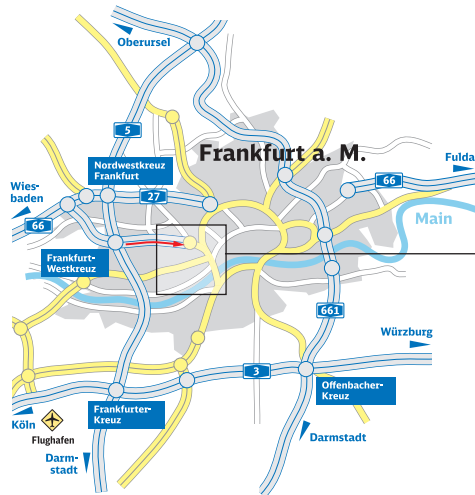 Oberursel
5
Nordwestkreuz
Frankfurt
Frankfurt a. M.
Fulda
66
Wies-
baden
27
66
Main
Frankfurt-
Westkreuz
661
Würzburg
3
Offenbacher-
Kreuz
Frankfurter-
Kreuz
Köln
Flughafen
Darmstadt
Darm-
stadt